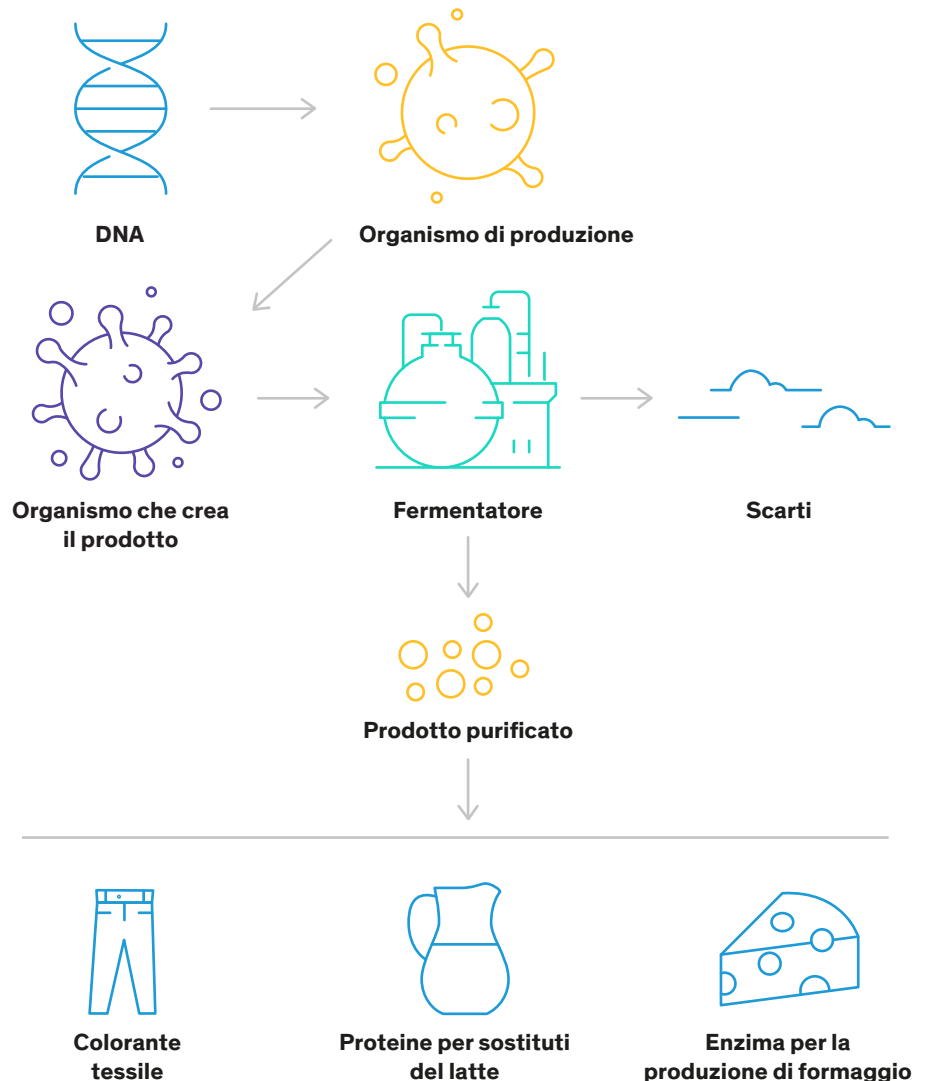 DNA
Organismo di produzione
Organismo che crea
il prodotto
Fermentatore
Scarti
Prodotto purificato
Colorante
tessile
Proteine per sostituti
del latte
Enzima per la
produzione di formaggio